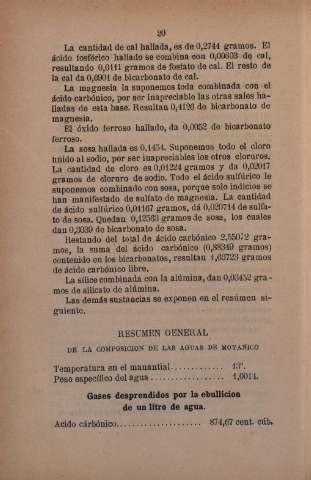 20
La cantidad de cal hallada, es de 0,2744 gramos. El
ácido fosfórico hallado se combina con 0,00603 de cal,
resultando 0,0111 gramos de fosfato de cal. El resto de
la cal da 0,6901 de bicarbonato de cal.
La magnesia la suponemos toda combinada con el
ácido carbónico, por ser inapreciable las otras sales ha-
lladas de esta base. Resultan 0,4126 de bicarbonato de
magnesia.
El óxido ferroso hallado, da 0,0052 de bicarbonato
ferroso.
La sosa hallada es 0,1454. Suponemos todo el cloro
unido al sodio, por ser inapreciables los otros cloruros.
La cantidad de cloro es 0,01224 gramos y da 0,02017
gramos de cloruro de sodio. Todo el ácido sulfúrico le
suponemos combinado con sosa, porque solo indicios se
han manifestado de sulfato de magnesia. La cantidad
de ácido sulfúrico 0,01167 gramos, dá 0,020714 de sulfa-
to de sosa. Quedan 0,12563 gramos de sosa, los cuales
dan 0,3039 de bicarbonato de sosa.
Restando del total de ácido carbónico 2,55072 gra-
mos, la suma del ácido carbónico (0,88349 gramos)
contenido en los bicarbonatos, resultan 1,66723 gramos
de ácido carbónico libre.
La sílice combinada con la alúmina, dan 0,06452 gra-
mos de silicato de alúmina.
Las demás sustancias se exponen en el resúmen si-
guiente.
RESUMEN GENERAL
DE LA COMPOSICION DE LAS AGUAS DE MOYANICO
Temperatura en el manantial............. 13°.
Peso específico del agua................. 1,0014.
Gases desprendidos por la ebullicion
de un litro de agua.
Acido cárbónico..................... 874,67 cent. cúb.